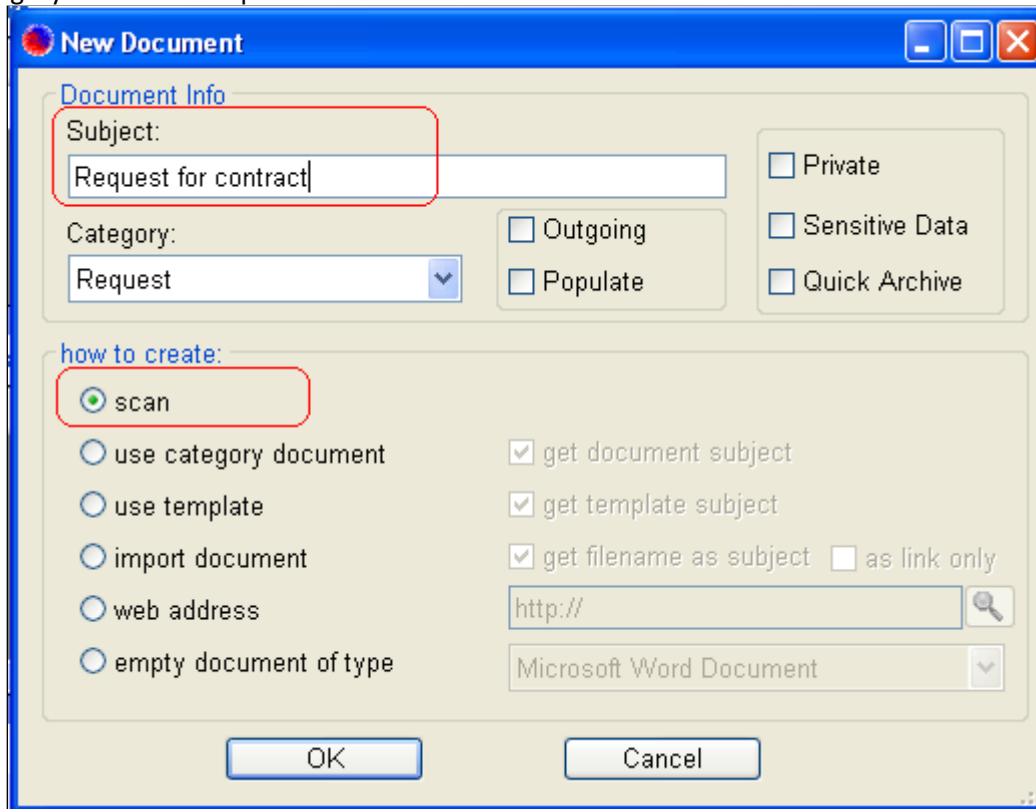 New Document
Document Info
Subject:
Request for contract
Private
Category:
Outgoing
Sensitive Data
Request
Populate
Quick Archive
how to create:
scan
use category document
get document subject
use template
get template subject
import document
get filename as subject
as link only
web address
http://
empty document of type
Microsoft Word Document
OK
Cancel